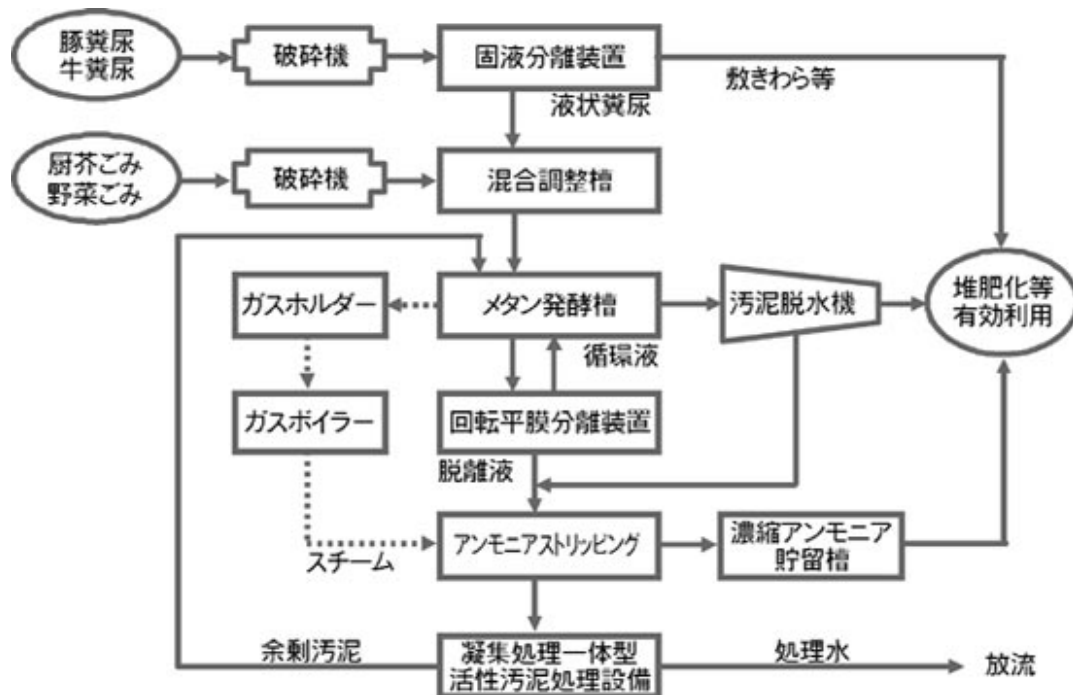 豚糞尿
牛糞尿
破砕機
固液分離装置
敷きわら等
液状糞尿
厨芥ごみ
野菜ごみ
破砕機
混合調整槽
ガスホルダー
メタン発酵槽
汚泥脱水機
堆肥化等
有効利用
循環液
ガスボイラー
回転平膜分離装置
脱離液
スチーム
アンモニアストリッピング
濃縮アンモニア
貯留槽
余剰汚泥
凝集処理一体型
活性汚泥処理設備
処理水
放流